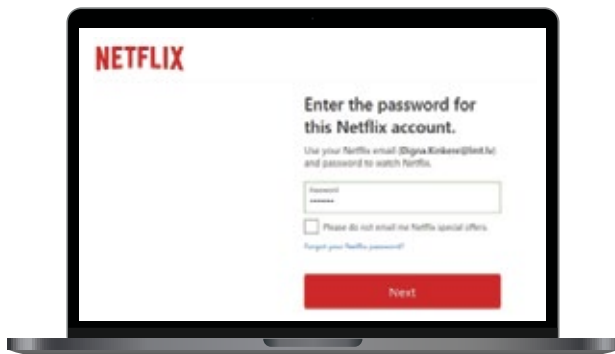 NETFLIX
Enter the password for
this Netflix account.
Use your Netflix email (Digna.Kinkere@lmt.lv)
and password to watch Netflix.
Password
•••••••
Please do not email me Netflix special offers.
Forgot your Netflix password?
Next